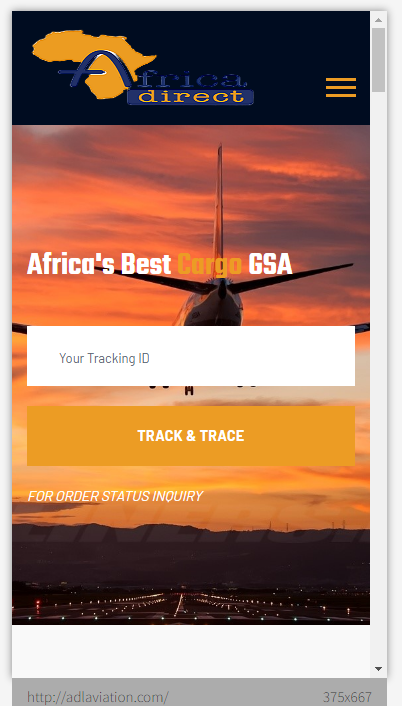 Africa
direct
Africa's Best Cargo GSA
Your Tracking ID
TRACK & TRACE
FOR ORDER STATUS INQUIRY
http://adlaviation.com/ 375x667